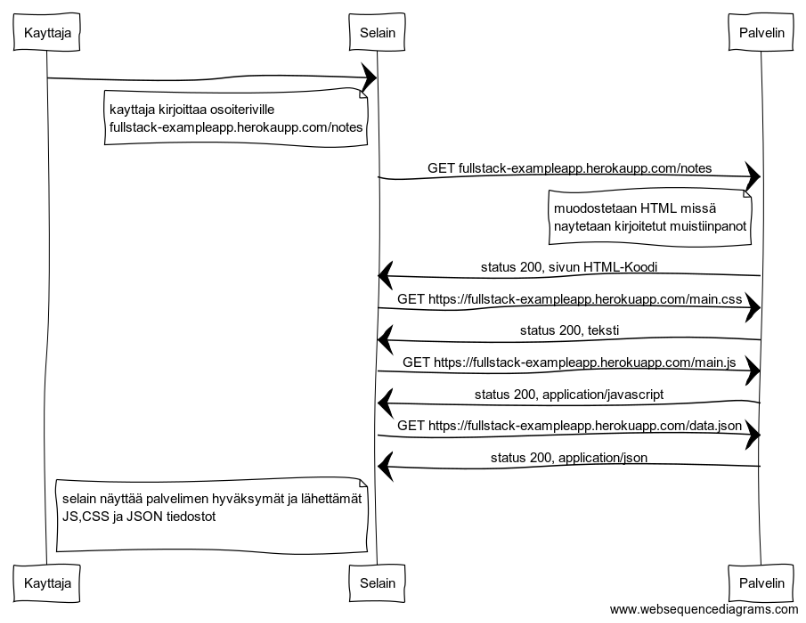 Kayttaja
Selain
Palvelin
kayttaja kirjoittaa osoiteriville
fullstack-exampleapp.herokaupp.com/notes
GET fullstack-exampleapp.herokaupp.com/notes
muodostetaan HTML missä
naytetaan kirjoitetut muistiinpanot
status 200, sivun HTML-Koodi
GET https://fullstack-exampleapp.herokuapp.com/main.css
status 200, teksti
GET https://fullstack-exampleapp.herokuapp.com/main.js
status 200, application/javascript
GET https://fullstack-exampleapp.herokuapp.com/data.json
status 200, application/json
selain näyttää palvelimen hyväksymät ja lähettämät
JS,CSS ja JSON tiedostot
Kayttaja
Selain
Palvelin
www.websequencediagrams.com